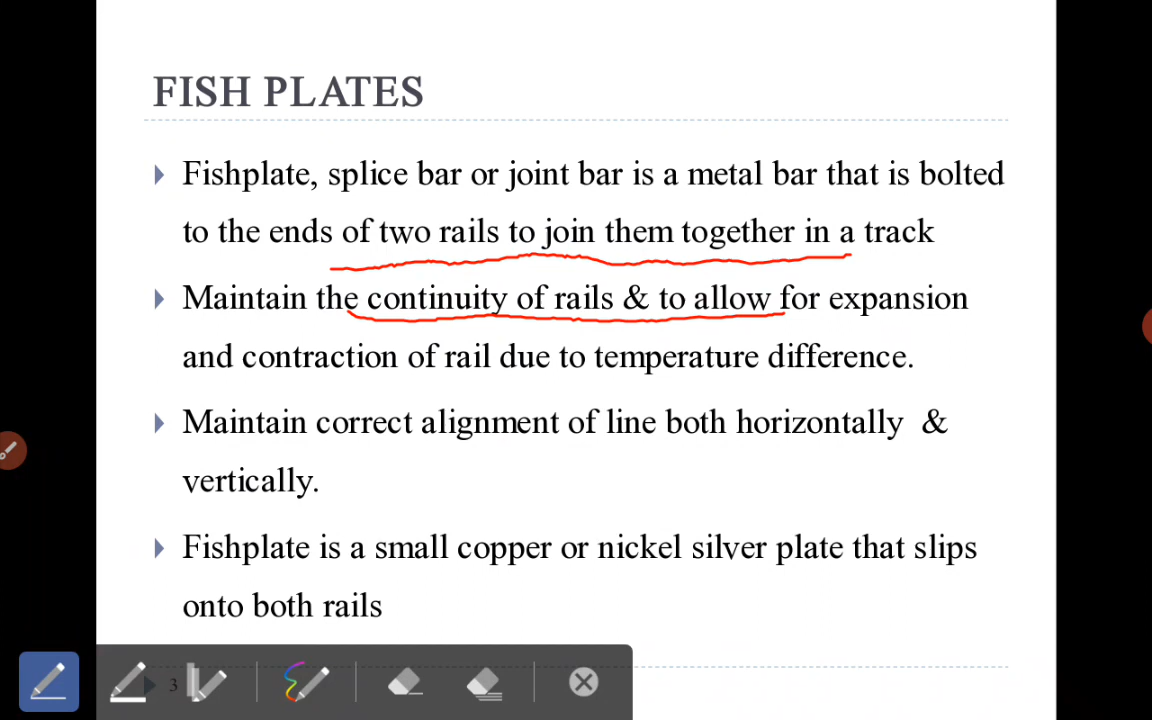 FISH PLATES
Fishplate, splice bar or joint bar is a metal bar that is bolted
to the ends of two rails to join them together in a track
Maintain the continuity of rails & to allow for expansion
and contraction of rail due to temperature difference.
Maintain correct alignment of line both horizontally &
vertically.
Fishplate is a small copper or nickel silver plate that slips
onto both rails
3